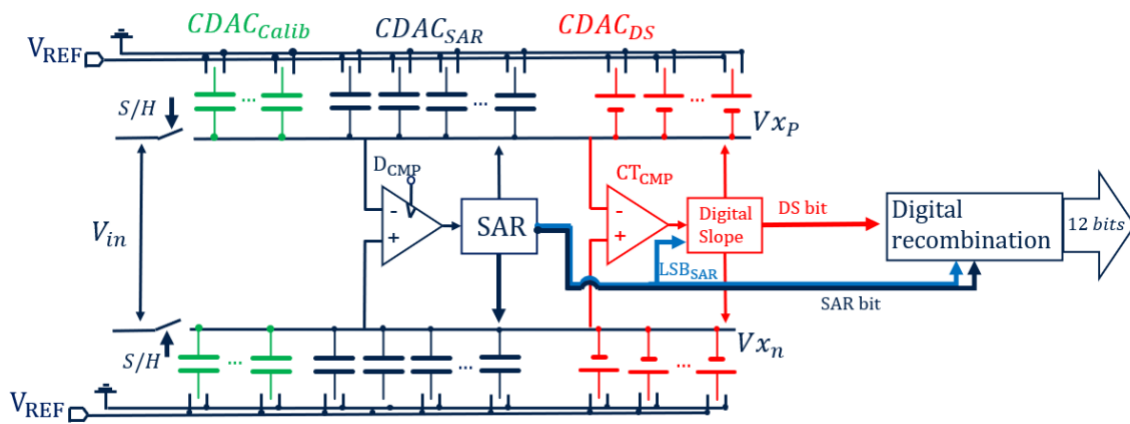 CDAC_Calib CDAC_SAR CDAC_DS
V_REF
S/H
... ... ... Vx_P
D_CMP CT_CMP
- -
SAR Digital Slope DS bit Digital recombination 12 bits
V_in
+ +
LSB_SAR
SAR bit
Vx_n
S/H
... ... ...
V_REF